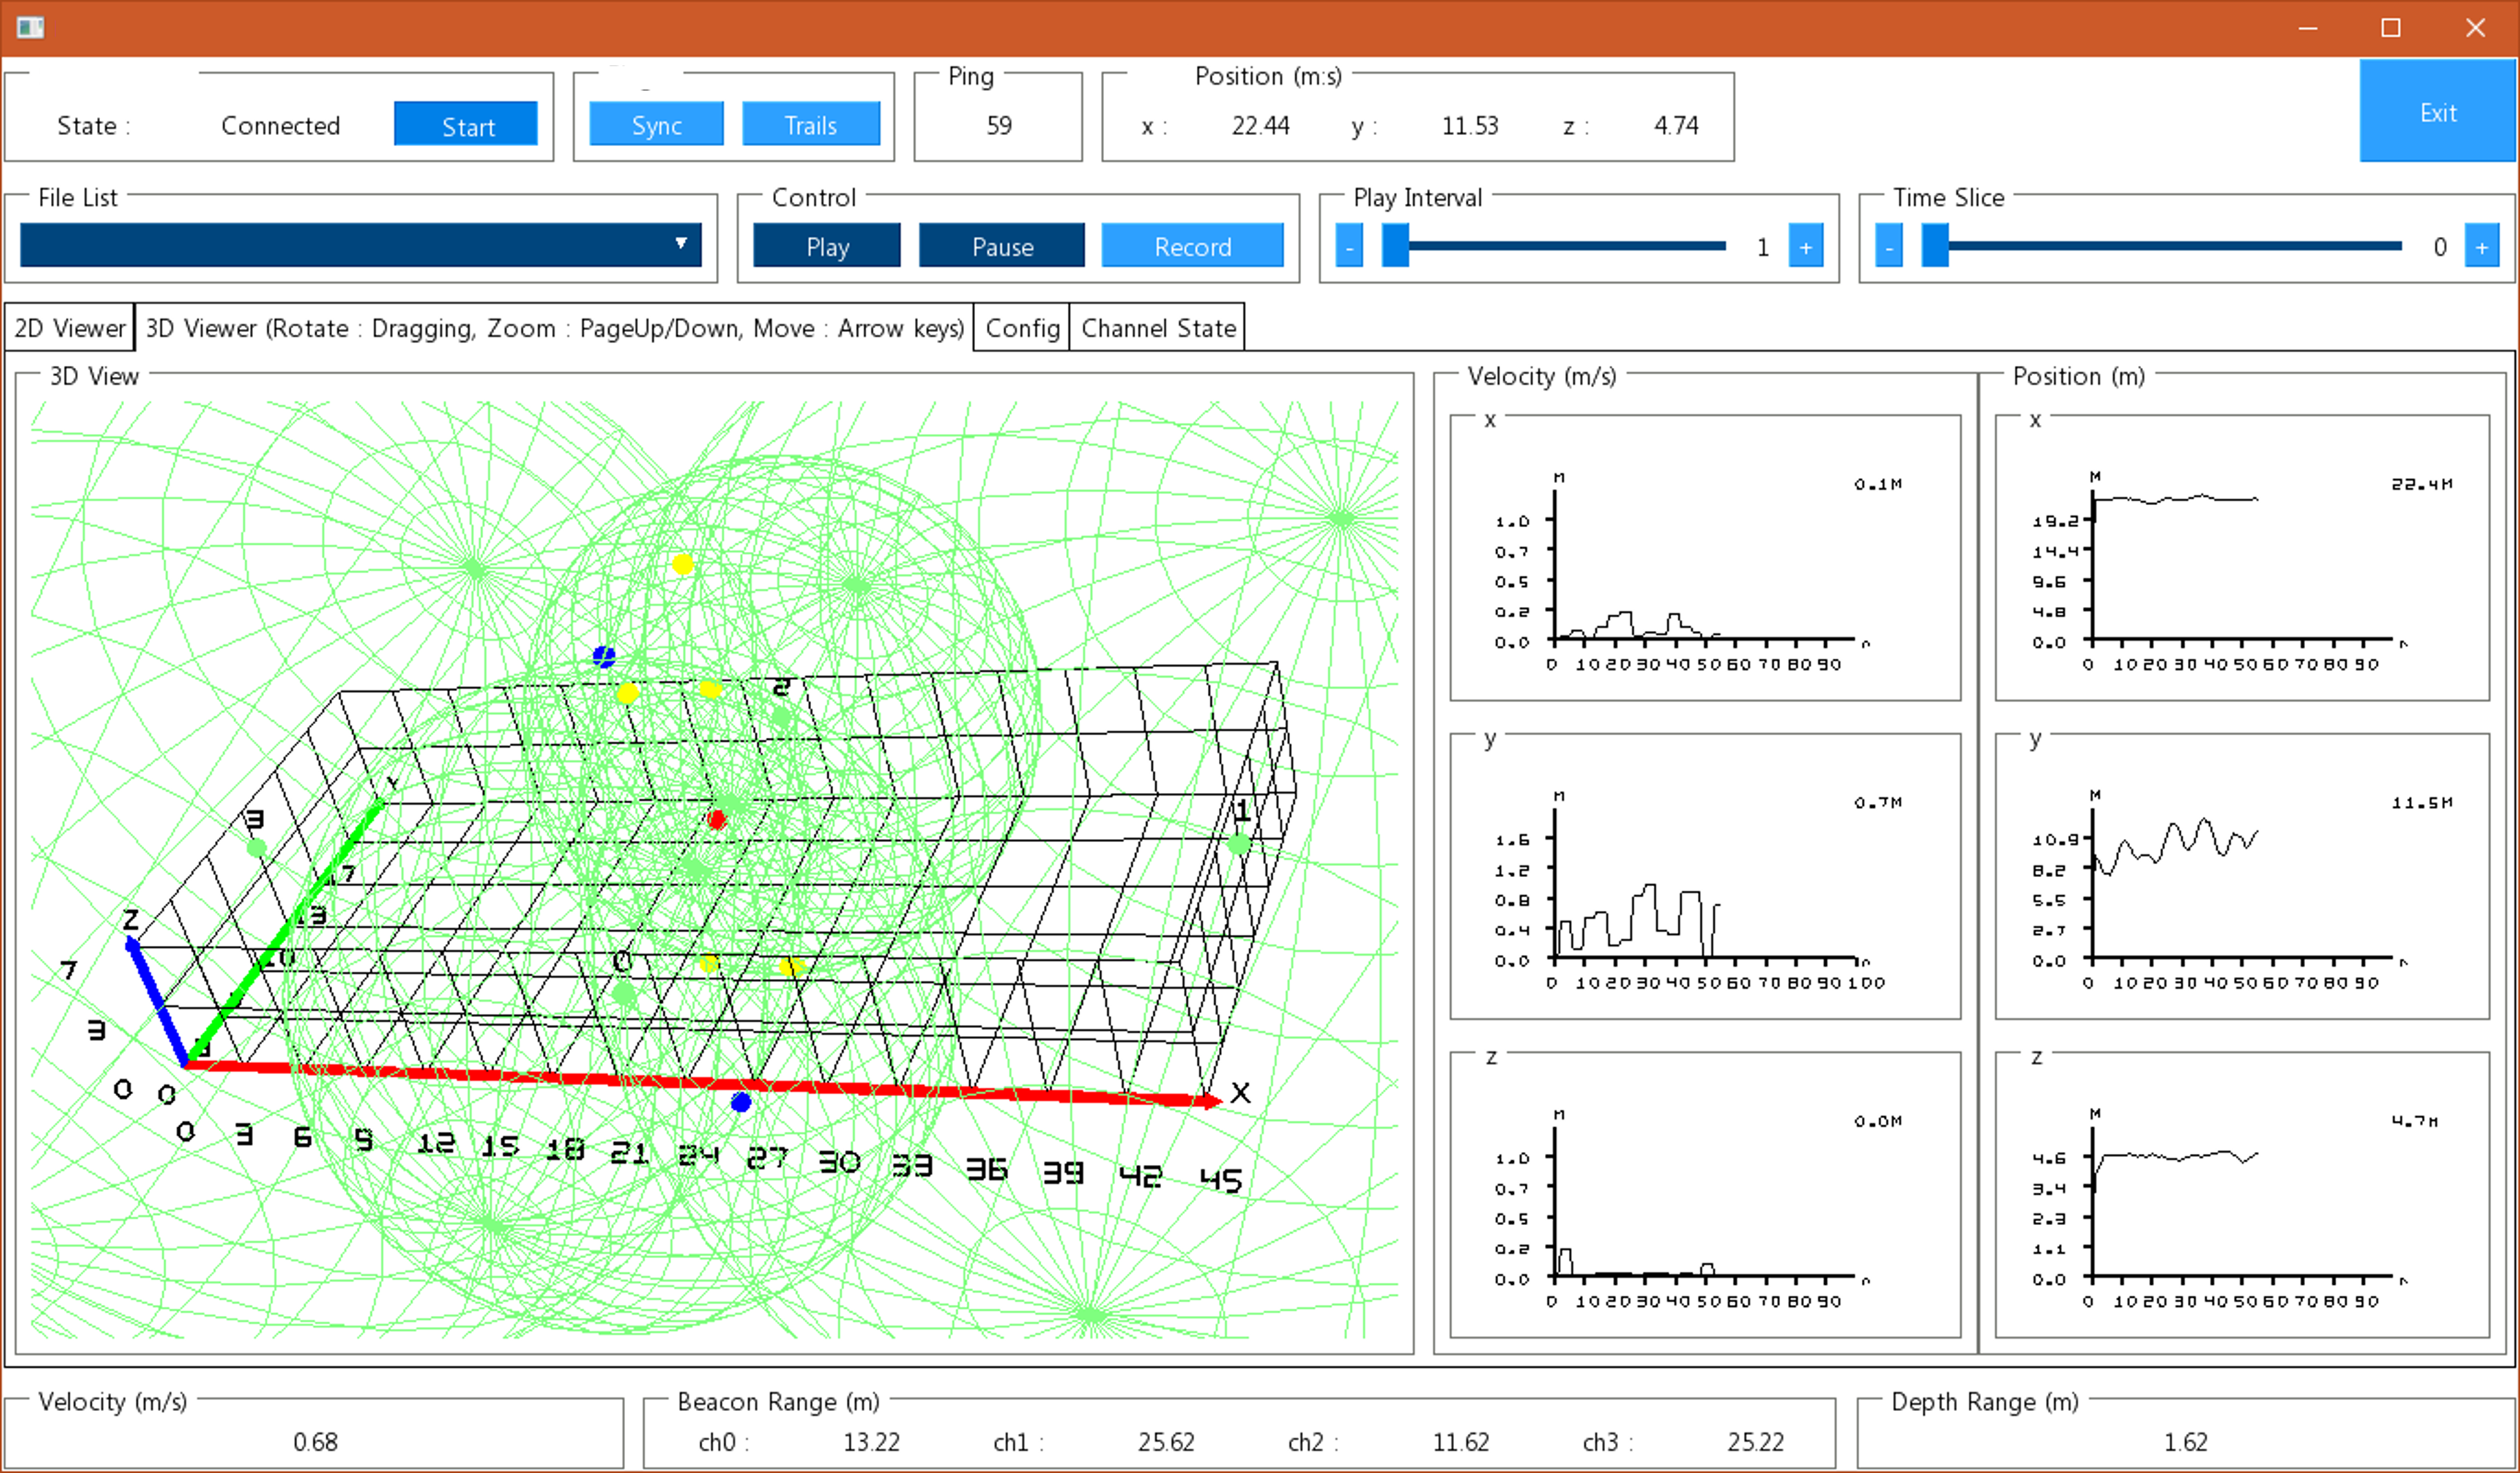 Ping
Position (m:s)
State :
Connected
Start
Sync
Trails
59
x :
22.44
y :
11.53
z :
4.74
Exit
File List
Control
Play Interval
Time Slice
Play
Pause
Record
-
1
+
-
0
+
2D Viewer
3D Viewer (Rotate : Dragging, Zoom : PageUp/Down, Move : Arrow keys)
Config
Channel State
3D View
2
Y
3
1
17
Z
13
7
0
10
3
X
0
0
0 3 6 9 12 15 18 21 24 27 30 33 36 39 42 45
Velocity (m/s)
x
M
0.1M
1.0
0.7
0.5
0.2
0.0
0 10 20 30 40 50 60 70 80 90
y
M
0.7M
1.6
1.2
0.8
0.4
0.0
0 10 20 30 40 50 60 70 80 90 100
z
M
0.0M
1.0
0.7
0.5
0.2
0.0
0 10 20 30 40 50 60 70 80 90
Position (m)
x
M
22.4M
19.2
14.4
9.6
4.8
0.0
0 10 20 30 40 50 60 70 80 90
y
M
11.5M
10.9
8.2
5.5
2.7
0.0
0 10 20 30 40 50 60 70 80 90
z
M
4.7M
4.6
3.4
2.3
1.1
0.0
0 10 20 30 40 50 60 70 80 90
Velocity (m/s)
0.68
Beacon Range (m)
ch0 :
13.22
ch1 :
25.62
ch2 :
11.62
ch3 :
25.22
Depth Range (m)
1.62